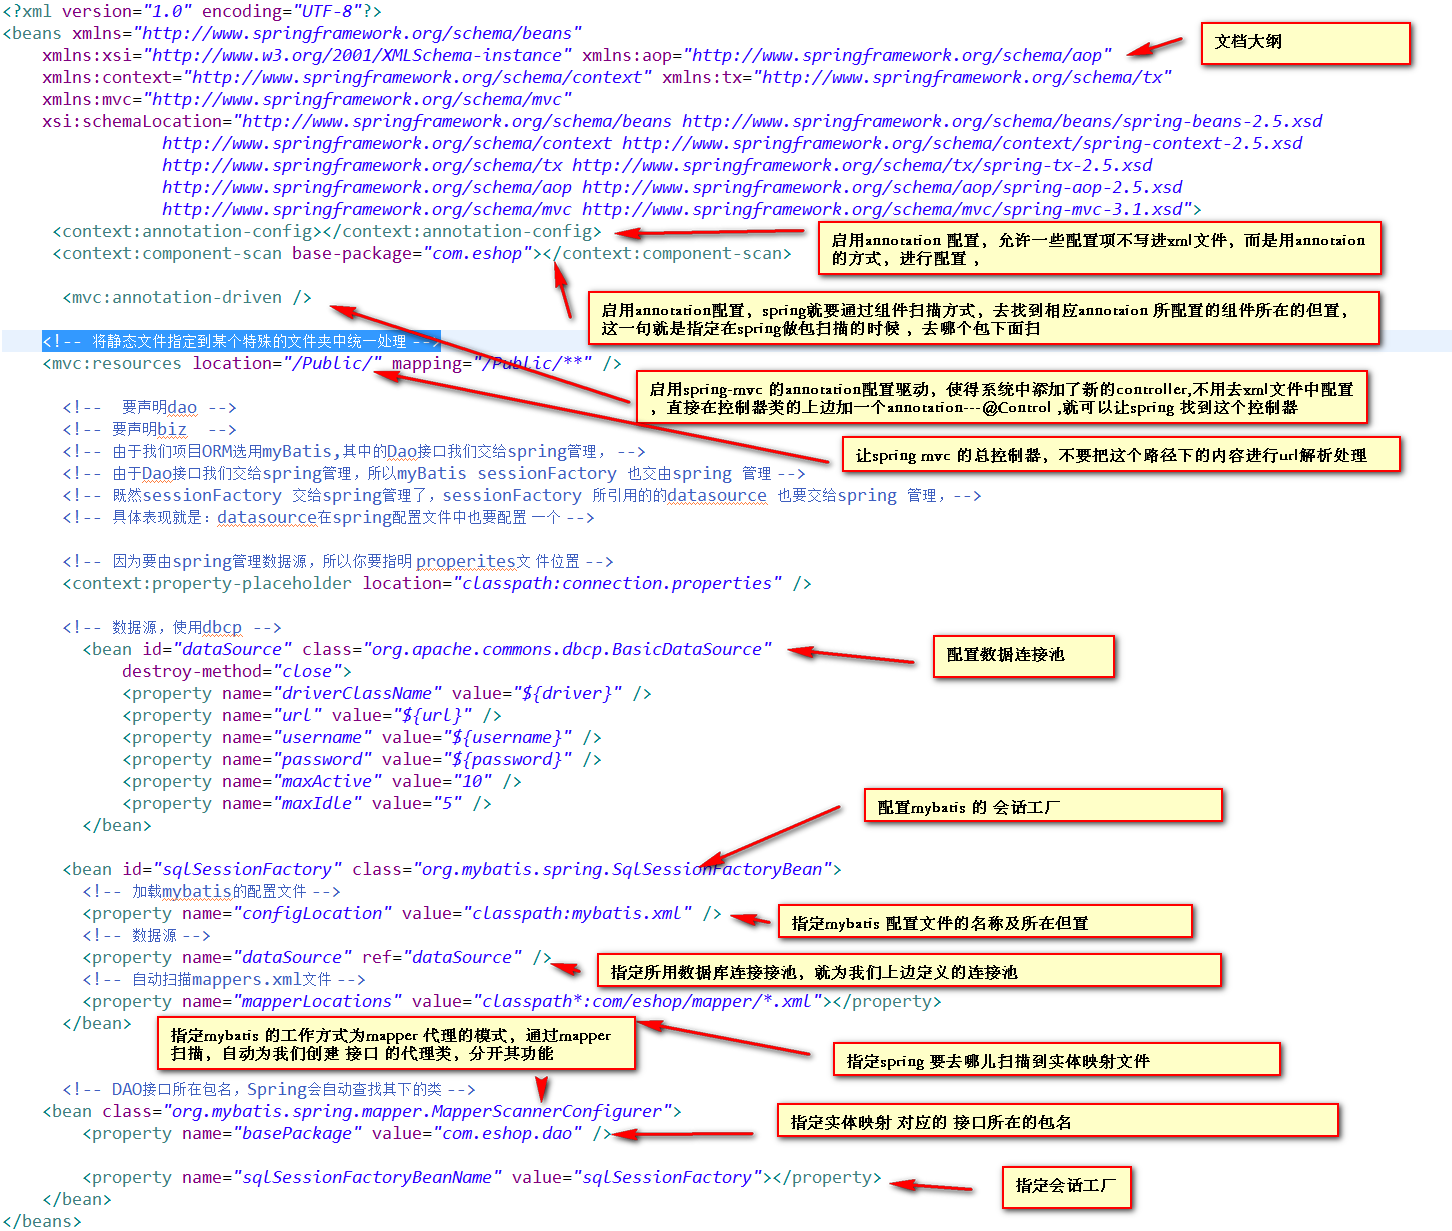 <?xml version="1.0" encoding="UTF-8"?>
<beans xmlns="http://www.springframework.org/schema/beans"
xmlns:xsi="http://www.w3.org/2001/XMLSchema-instance" xmlns:aop="http://www.springframework.org/schema/aop"
文档大纲
xmlns:context="http://www.springframework.org/schema/context" xmlns:tx="http://www.springframework.org/schema/tx"
xmlns:mvc="http://www.springframework.org/schema/mvc"
xsi:schemaLocation="http://www.springframework.org/schema/beans http://www.springframework.org/schema/beans/spring-beans-2.5.xsd
http://www.springframework.org/schema/context http://www.springframework.org/schema/context/spring-context-2.5.xsd
http://www.springframework.org/schema/tx http://www.springframework.org/schema/tx/spring-tx-2.5.xsd
http://www.springframework.org/schema/aop http://www.springframework.org/schema/aop/spring-aop-2.5.xsd
http://www.springframework.org/schema/mvc http://www.springframework.org/schema/mvc/spring-mvc-3.1.xsd">
<context:annotation-config></context:annotation-config>
启用annotation 配置，允许一些配置项不写进xml文件，而是用annotaion
的方式，进行配置，
<context:component-scan base-package="com.eshop"></context:component-scan>
启用annotation配置，spring就要通过组件扫描方式，去找到相应annotaion 所配置的组件所在的但置，
这一句就是指定在spring做包扫描的时候，去哪个包下面扫
<mvc:annotation-driven />
<!-- 将静态文件指定到某个特殊的文件夹中统一处理 -->
<mvc:resources location="/Public/" mapping="/Public/**" />
启用spring-mvc 的annotation配置驱动，使得系统中添加了新的controller,不用去xml文件中配置
，直接在控制器类的上边加一个annotation---@Control ,就可以让spring 找到这个控制器
<!-- 要声明dao -->
<!-- 要声明biz -->
<!-- 由于我们项目ORM选用myBatis,其中的Dao接口我们交给spring管理，-->
让spring mvc 的总控制器，不要把这个路径下的内容进行url解析处理
<!-- 由于Dao接口我们交给spring管理，所以myBatis sessionFactory 也交由spring 管理 -->
<!-- 既然sessionFactory 交给spring管理了，sessionFactory 所引用的的datasource 也要交给spring 管理，-->
<!-- 具体表现就是：datasource在spring配置文件中也要配置 一个 -->
<!-- 因为要由spring管理数据源，所以你要指明 properites文 件位置 -->
<context:property-placeholder location="classpath:connection.properties" />
<!-- 数据源，使用dbcp -->
<bean id="dataSource" class="org.apache.commons.dbcp.BasicDataSource"
配置数据连接池
destroy-method="close">
<property name="driverClassName" value="${driver}" />
<property name="url" value="${url}" />
<property name="username" value="${username}" />
<property name="password" value="${password}" />
<property name="maxActive" value="10" />
<property name="maxIdle" value="5" />
</bean>
配置mybatis 的 会话工厂
<bean id="sqlSessionFactory" class="org.mybatis.spring.SqlSessionFactoryBean">
<!-- 加载mybatis的配置文件 -->
<property name="configLocation" value="classpath:mybatis.xml" />
指定mybatis 配置文件的名称及所在但置
<!-- 数据源 -->
<property name="dataSource" ref="dataSource" />
指定所用数据库连接接池，就为我们上边定义的连接池
<!-- 自动扫描mappers.xml文件 -->
<property name="mapperLocations" value="classpath*:com/eshop/mapper/*.xml"></property>
</bean>
指定mybatis 的工作方式为mapper 代理的模式，通过mapper
扫描，自动为我们创建 接口 的代理类，分开其功能
指定spring 要去哪儿扫描到实体映射文件
<!-- DAO接口所在包名，Spring会自动查找其下的类 -->
<bean class="org.mybatis.spring.mapper.MapperScannerConfigurer">
<property name="basePackage" value="com.eshop.dao" />
指定实体映射 对应的 接口所在的包名
<property name="sqlSessionFactoryBeanName" value="sqlSessionFactory"></property>
指定会话工厂
</bean>
</beans>